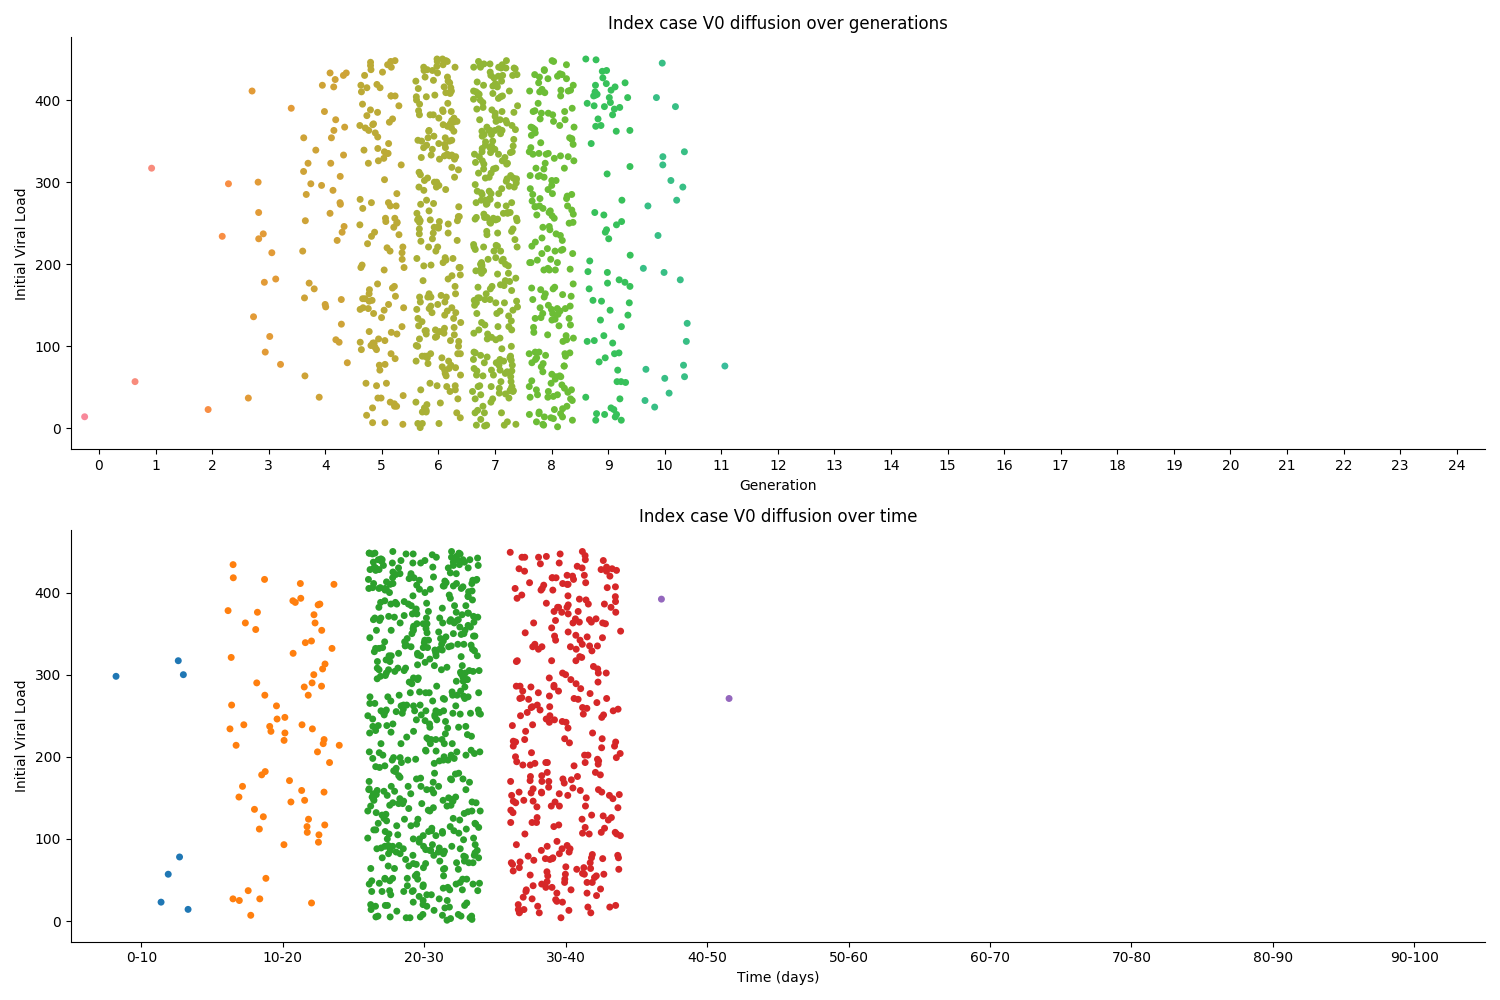 Index case V0 diffusion over generations
Initial Viral Load
400
300
200
100
0
0 1 2 3 4 5 6 7 8 9 10 11 12 13 14 15 16 17 18 19 20 21 22 23 24
Generation
Index case V0 diffusion over time
Initial Viral Load
400
300
200
100
0
0-10 10-20 20-30 30-40 40-50 50-60 60-70 70-80 80-90 90-100
Time (days)